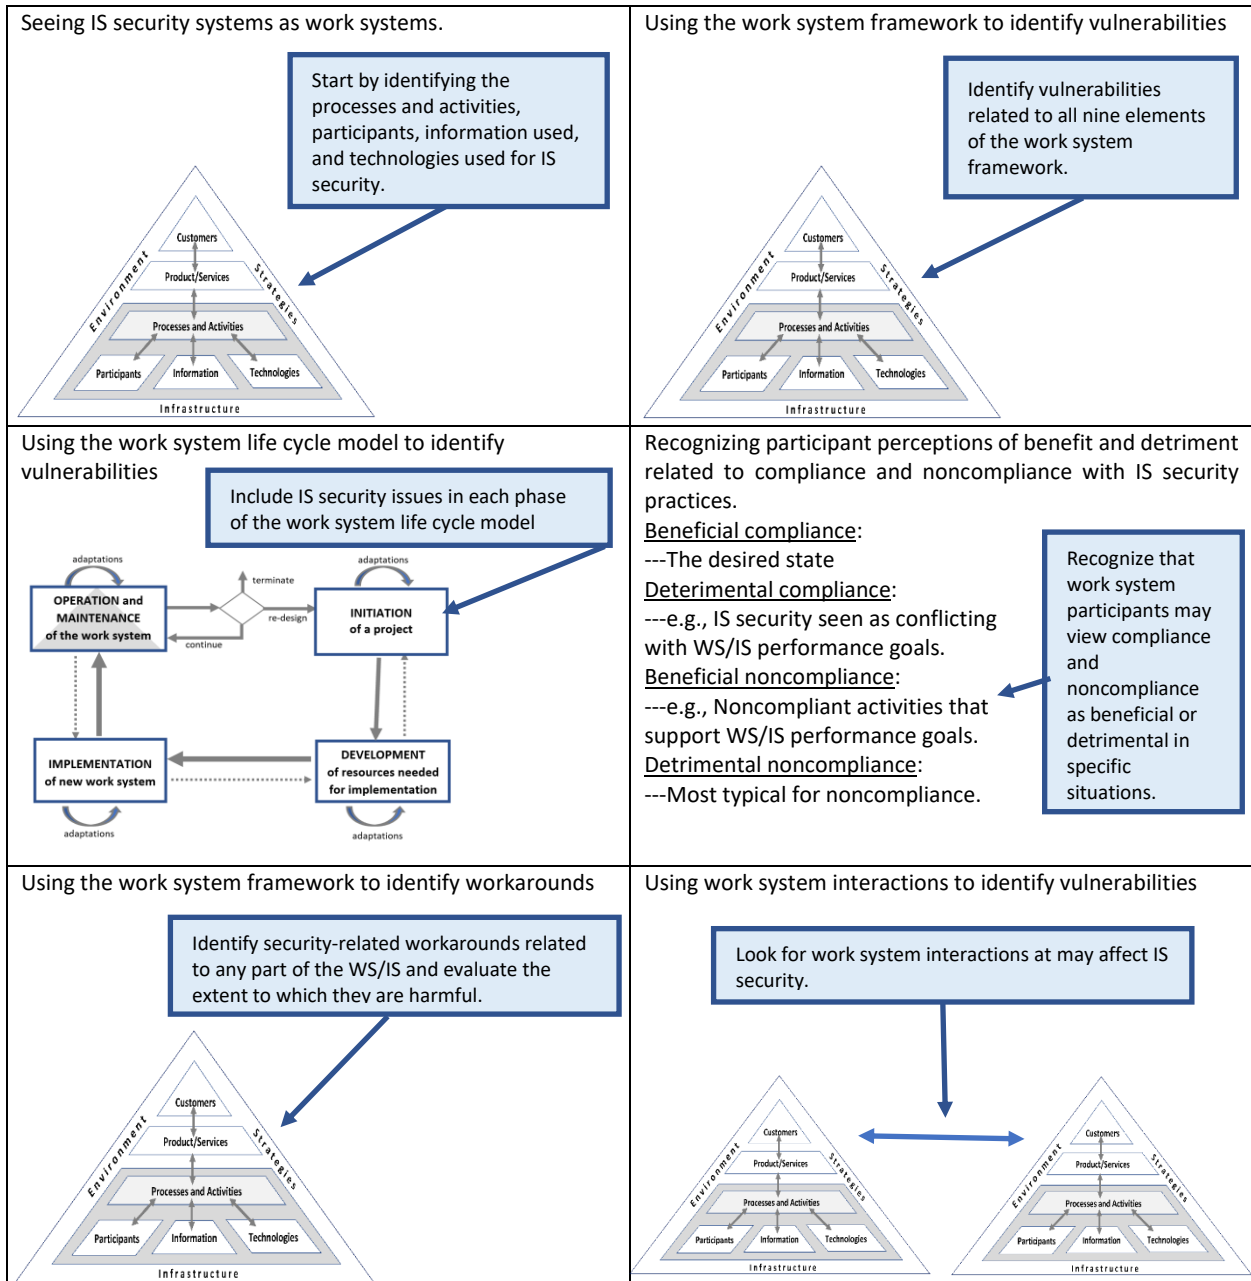 Seeing IS security systems as work systems.
Start by identifying the
processes and activities,
participants, information used,
and technologies used for IS
security.
Customers
Product/Services
Processes and Activities
Participants
Information
Technologies
Environment
Strategies
Infrastructure
Using the work system framework to identify vulnerabilities
Identify vulnerabilities
related to all nine elements
of the work system
framework.
Customers
Product/Services
Processes and Activities
Participants
Information
Technologies
Environment
Strategies
Infrastructure
Using the work system life cycle model to identify
vulnerabilities
Include IS security issues in each phase
of the work system life cycle model
adaptations
OPERATION and
MAINTENANCE
of the work system
terminate
re-design
continue
adaptations
INITIATION
of a project
IMPLEMENTATION
of new work system
adaptations
DEVELOPMENT
of resources needed
for implementation
adaptations
Recognizing participant perceptions of benefit and detriment
related to compliance and noncompliance with IS security
practices.
Beneficial compliance:
---The desired state
Deterimental compliance:
---e.g., IS security seen as conflicting
with WS/IS performance goals.
Beneficial noncompliance:
---e.g., Noncompliant activities that
support WS/IS performance goals.
Detrimental noncompliance:
---Most typical for noncompliance.
Recognize that
work system
participants may
view compliance
and
noncompliance
as beneficial or
detrimental in
specific
situations.
Using the work system framework to identify workarounds
Identify security-related workarounds related
to any part of the WS/IS and evaluate the
extent to which they are harmful.
Customers
Product/Services
Processes and Activities
Participants
Information
Technologies
Environment
Strategies
Infrastructure
Using work system interactions to identify vulnerabilities
Look for work system interactions at may affect IS
security.
Customers
Product/Services
Processes and Activities
Participants
Information
Technologies
Environment
Strategies
Infrastructure
Customers
Product/Services
Processes and Activities
Participants
Information
Technologies
Environment
Strategies
Infrastructure